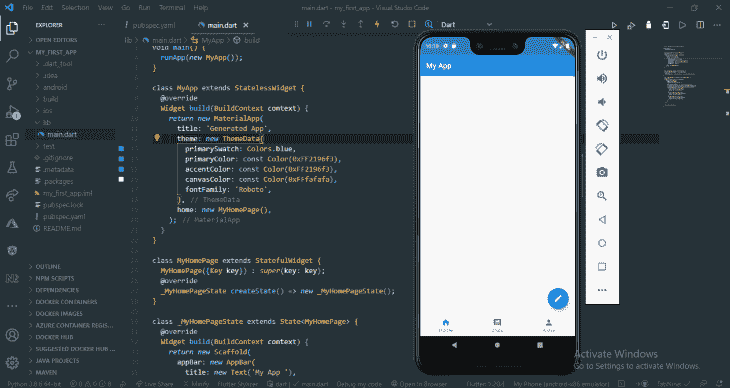 File Edit Selection View Go Run Terminal Help
main.dart - my_first_app - Visual Studio Code
EXPLORER
pubspec.yaml
main.dart
Dart
lib > main.dart > MyApp > build
OPEN EDITORS
MY_FIRST_APP
.dart_tool
.idea
android
build
ios
lib
main.dart
test
.gitignore
.metadata
.packages
my_first_app.iml
pubspec.lock
pubspec.yaml
README.md
OUTLINE
NPM SCRIPTS
DEPENDENCIES
DOCKER CONTAINERS
DOCKER IMAGES
AZURE CONTAINER REGIS...
DOCKER HUB
SUGGESTED DOCKER HUB
JAVA PROJECTS
MAVEN
void main() {
runApp(new MyApp());
}
class MyApp extends StatelessWidget {
@override
Widget build(BuildContext context) {
return new MaterialApp(
title: 'Generated App',
theme: new ThemeData(
primarySwatch: Colors.blue,
primaryColor: const Color(0xFF2196f3),
accentColor: const Color(0xFF2196f3),
canvasColor: const Color(0xFFfafafa),
fontFamily: 'Roboto',
), // ThemeData
home: new MyHomePage(),
); // MaterialApp
}
}
class MyHomePage extends StatefulWidget {
MyHomePage({Key key}) : super(key: key);
@override
_MyHomePageState createState() => new _MyHomePageState();
}
class _MyHomePageState extends State<MyHomePage> {
@override
Widget build(BuildContext context) {
return new Scaffold(
appBar: new AppBar(
title: new Text('My App'),
My App
Activate Windows
Go to Settings to activate Windows.
Python 3.8.6 64-bit
Live Share
main.dart
Debug my code
Open in Browser